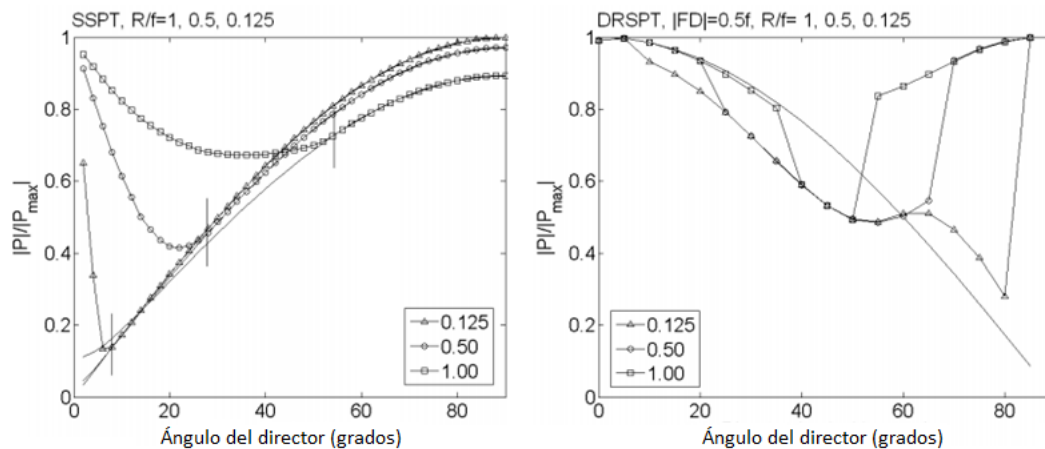 SSPT, R/f=1, 0.5, 0.125
1
0.8
0.6
0.4
0.2
0
0 20 40 60 80
|P|/|Pmax|
0.125
0.50
1.00
Ángulo del director (grados)
DRSPT, |FD|=0.5f, R/f= 1, 0.5, 0.125
1
0.8
0.6
0.4
0.2
0
0 20 40 60 80
|P|/|Pmax|
0.125
0.50
1.00
Ángulo del director (grados)